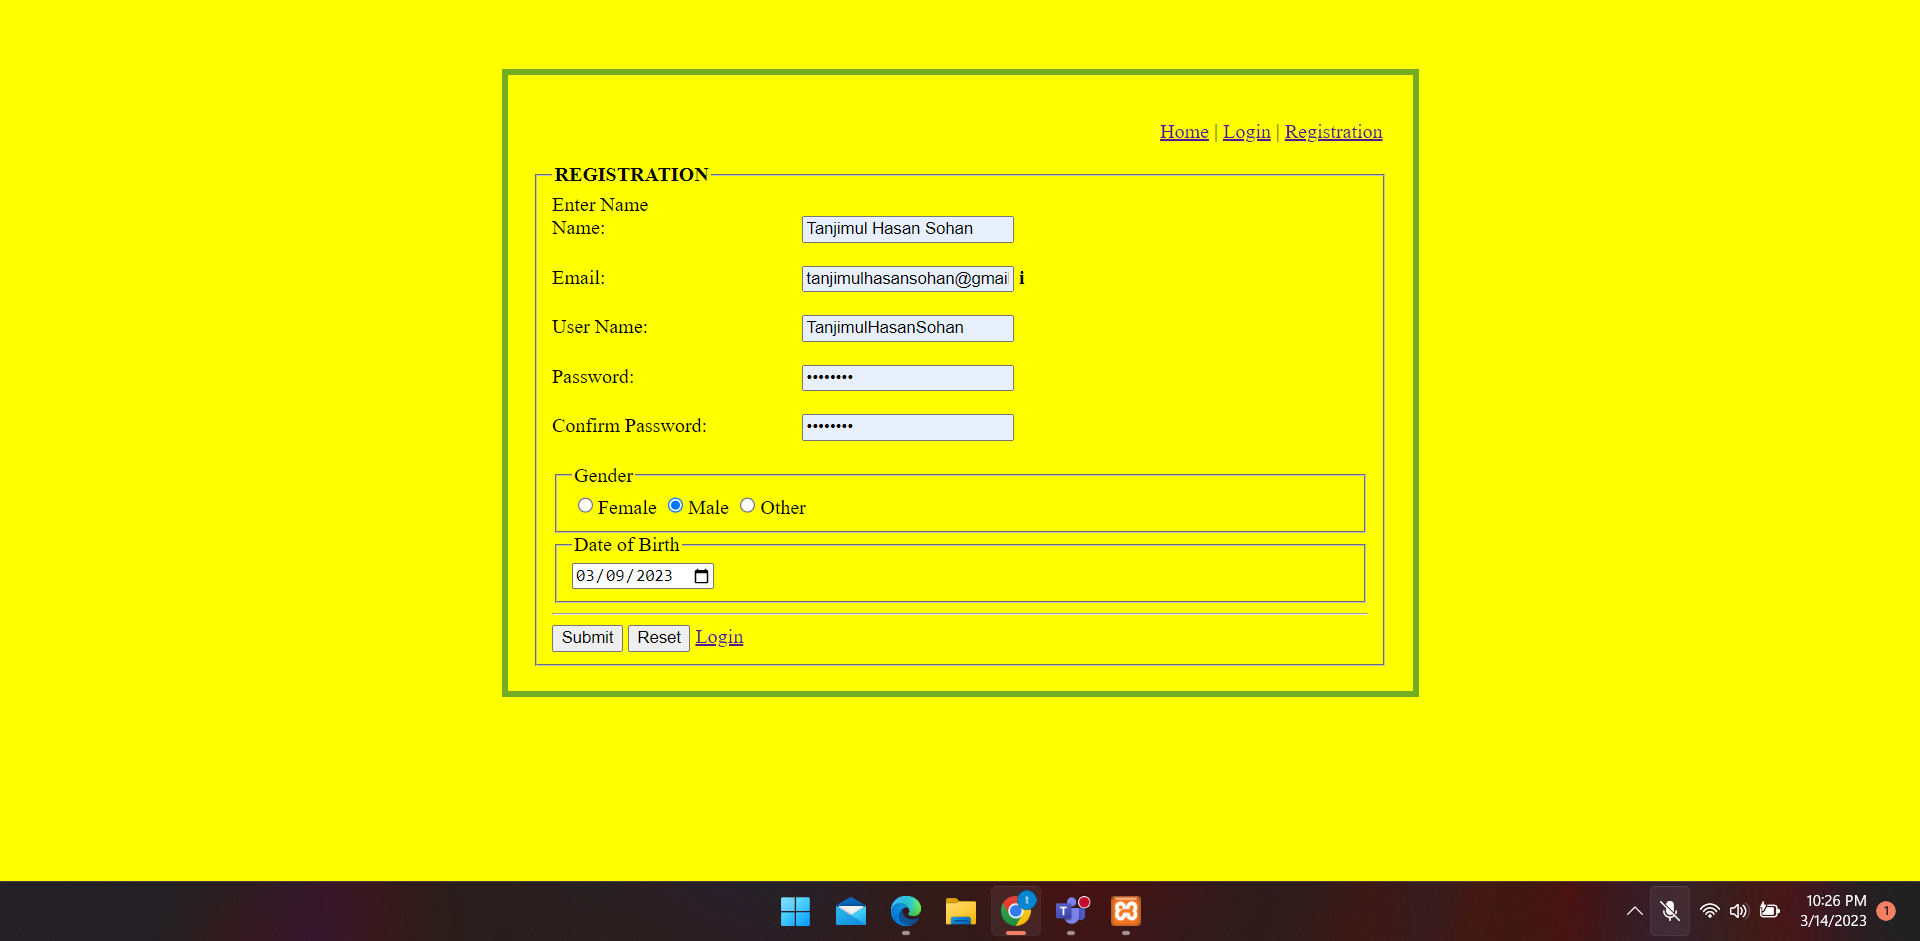 Home | Login | Registration
REGISTRATION
Enter Name
Name: Tanjimul Hasan Sohan
Email: tanjimulhasansohan@gmail i
User Name: TanjimulHasanSohan
Password: ••••••••
Confirm Password: ••••••••
Gender
Female Male Other
Date of Birth
03/09/2023
Submit Reset Login
t
T
10:26 PM
3/14/2023
1